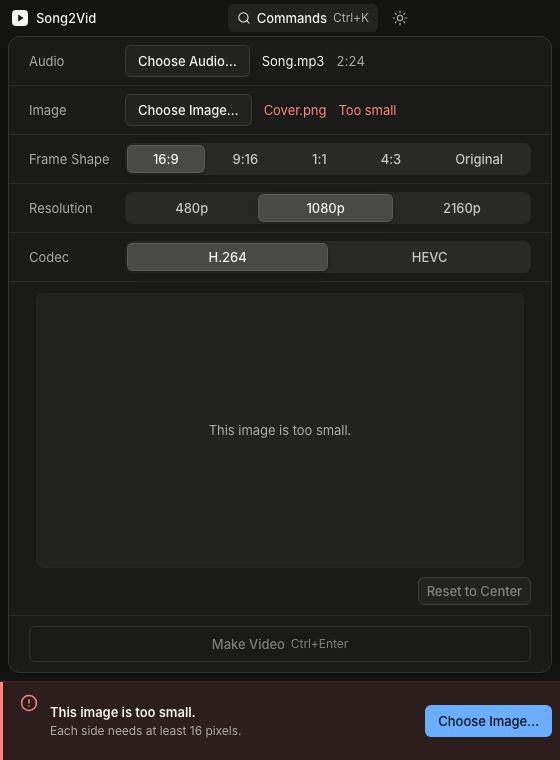 Song2Vid
Commands Ctrl+K
Audio Choose Audio... Song.mp3 2:24
Image Choose Image... Cover.png Too small
Frame Shape 16:9 9:16 1:1 4:3 Original
Resolution 480p 1080p 2160p
Codec H.264 HEVC
This image is too small.
Reset to Center
Make Video Ctrl+Enter
This image is too small.
Each side needs at least 16 pixels.
Choose Image...